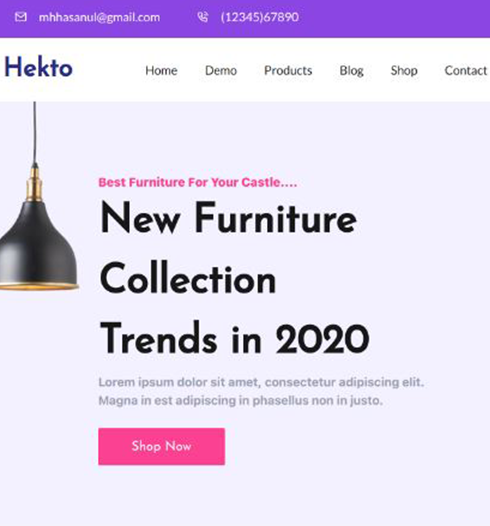 mhhasanul@gmail.com (12345)67890
Hekto Home Demo Products Blog Shop Contact
Best Furniture For Your Castle....
New Furniture
Collection
Trends in 2020
Lorem ipsum dolor sit amet, consectetur adipiscing elit.
Magna in est adipiscing in phasellus non in justo.
Shop Now